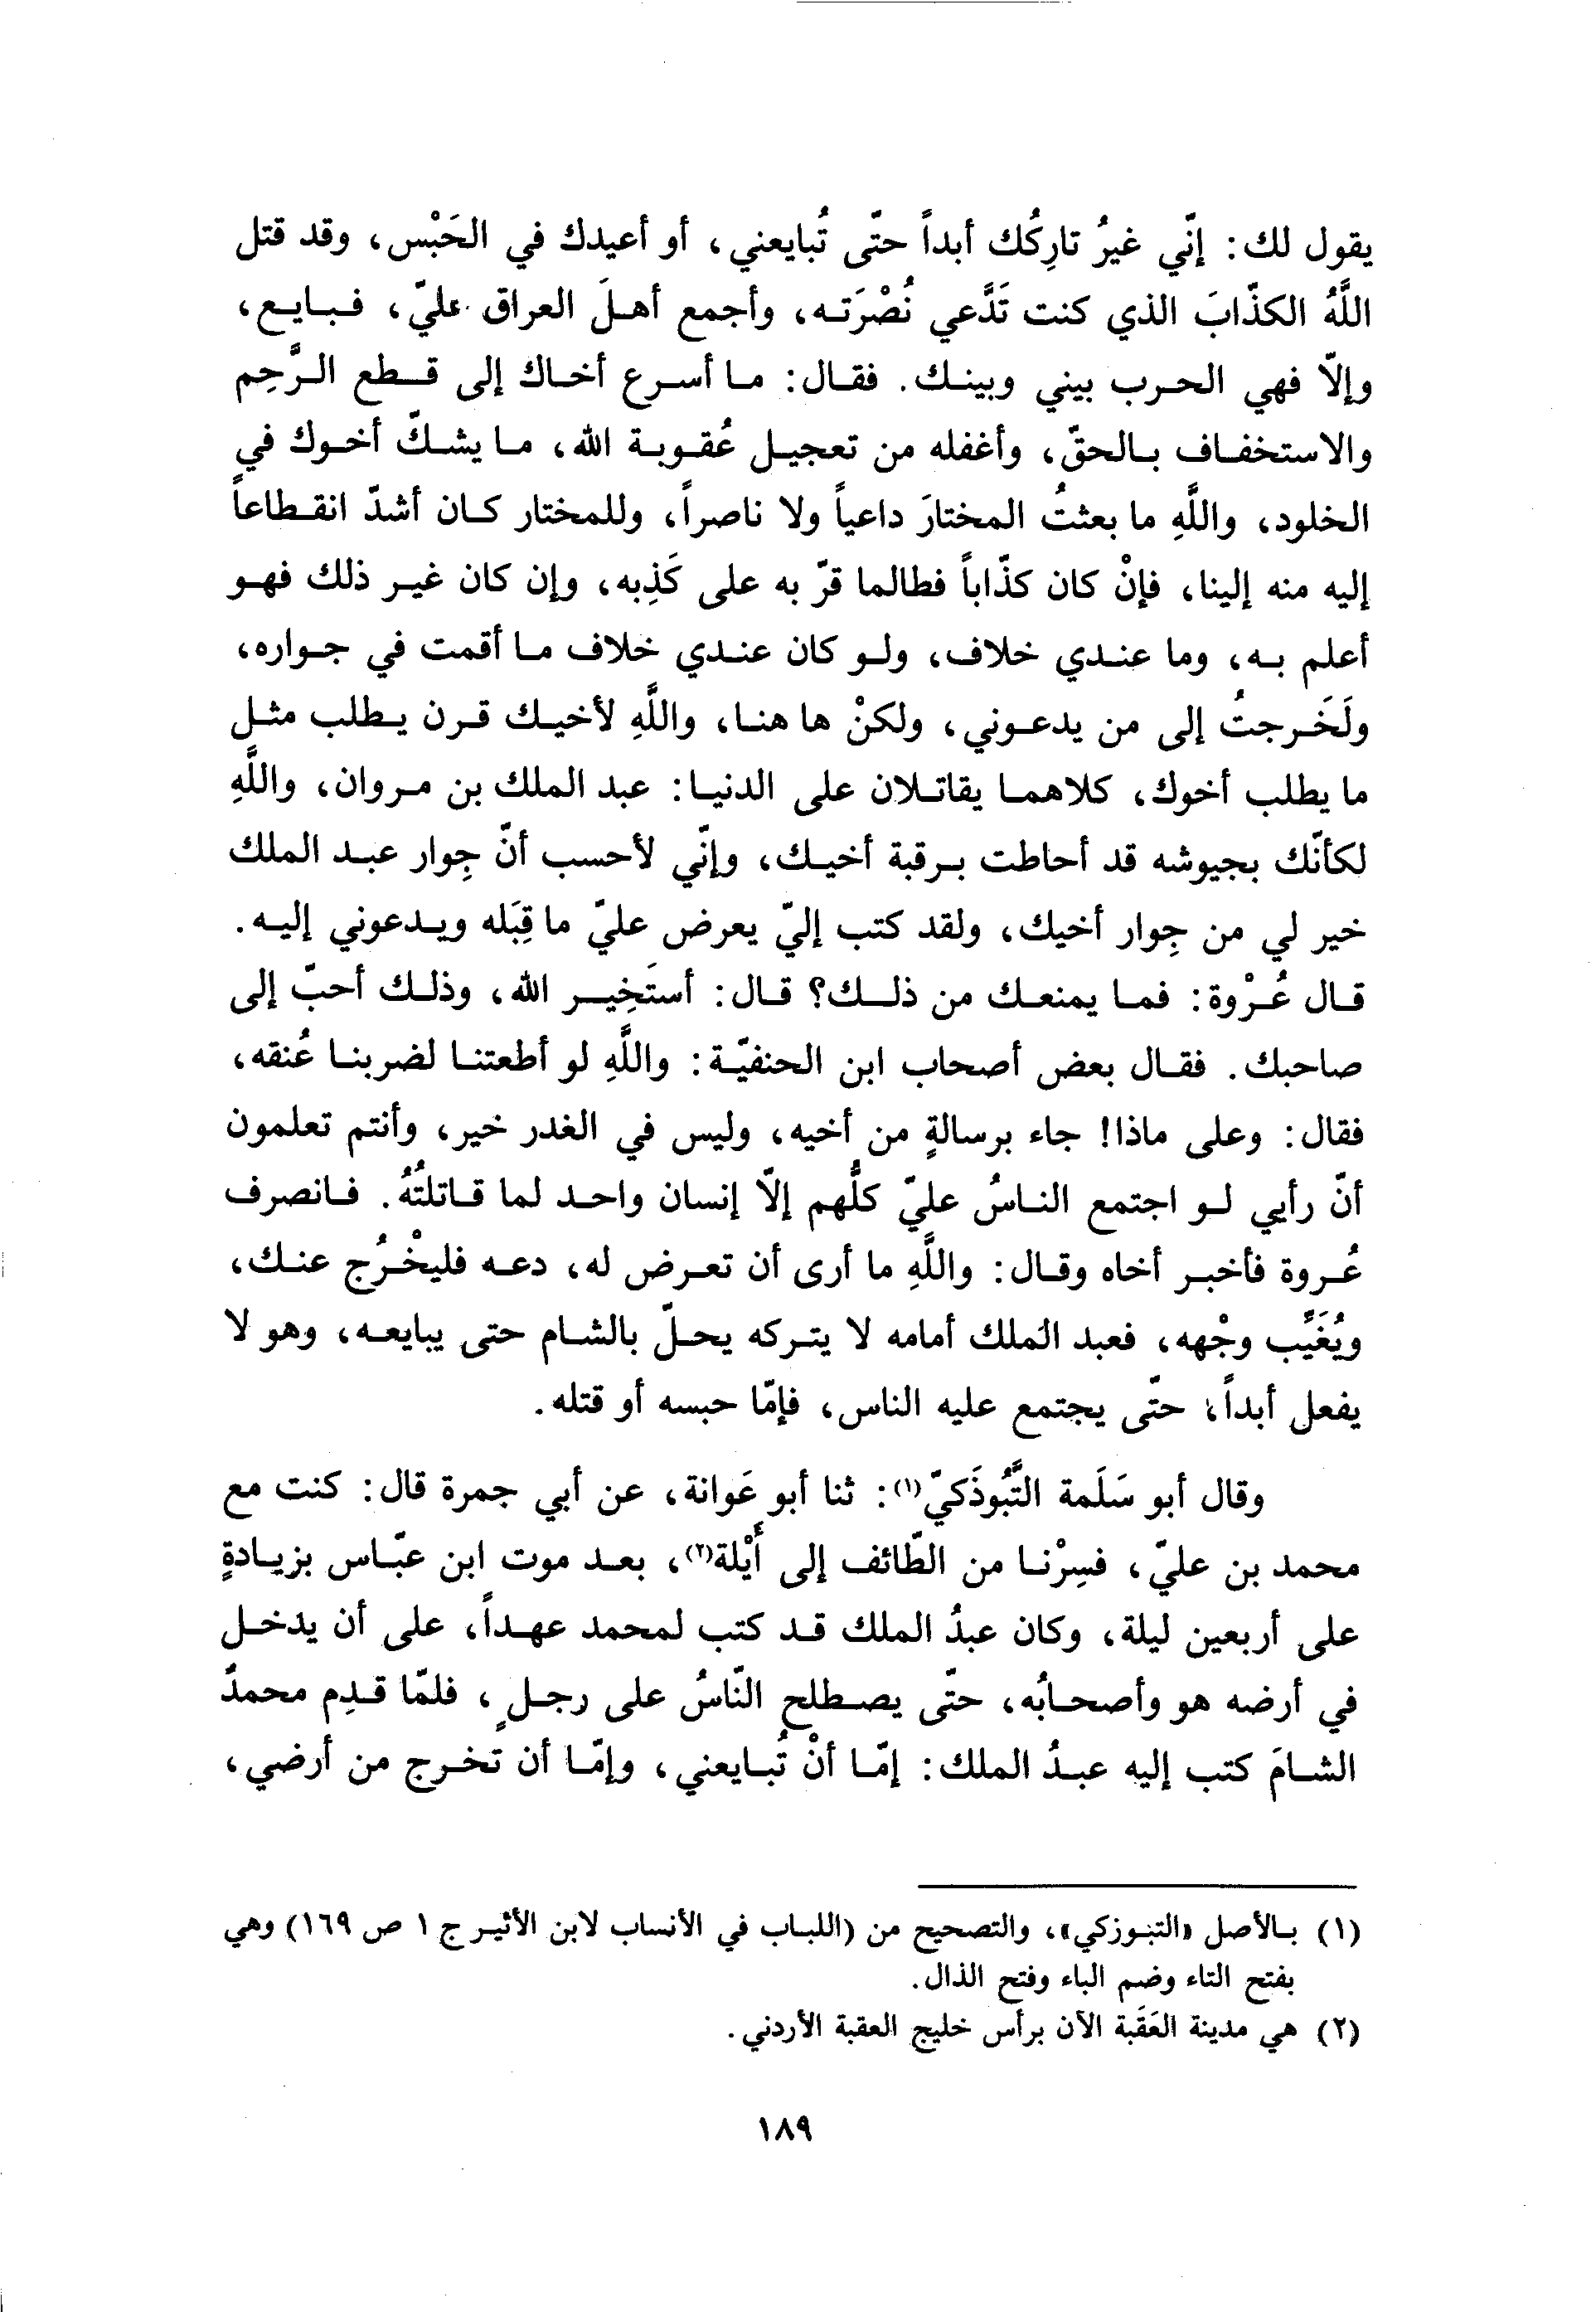 يقول لك: إنّي غيرُ تارِكُك أبداً حتّى تُبايعني، أو أعيدك في الحَبْس، وقد قتل
اللَّهُ الكذّابَ الذي كنت تَدَّعي نُصْرَته، وأجمع أهلَ العراق عليّ، فبايع،
وإلاّ فهي الحرب بيني وبينك. فقال: ما أسرع أخاك إلى قطع الرَّحِم
والاستخفاف بالحقّ، وأغفله من تعجيل عُقوبة الله، ما يشكّ أخوك في
الخلود، واللَّهِ ما بعثتُ المختارَ داعياً ولا ناصراً، وللمختار كان أشدّ انقطاعاً
إليه منه إلينا، فإنْ كان كذّاباً فطالما قرّ به على كَذِبه، وإن كان غير ذلك فهو
أعلم به، وما عندي خلاف، ولو كان عندي خلاف ما أقمت في جواره،
ولَخَرجتُ إلى من يدعوني، ولكنْ ها هنا، واللَّهِ لأخيك قرن يطلب مثل
ما يطلب أخوك، كلاهما يقاتلان على الدنيا: عبد الملك بن مروان، واللَّهِ
لكأنّك بجيوشه قد أحاطت برقبة أخيك، وإنّي لأحسب أنّ جِوار عبد الملك
خير لي من جِوار أخيك، ولقد كتب إليّ يعرض عليّ ما قِبَله ويدعوني إليه.
قال عُرْوة: فما يمنعك من ذلك؟ قال: أستَخِير الله، وذلك أحبّ إلى
صاحبك. فقال بعض أصحاب ابن الحنفيّة: واللَّهِ لو أطعتنا لضربنا عُنقه،
فقال: وعلى ماذا! جاء برسالةٍ من أخيه، وليس في الغدر خير، وأنتم تعلمون
أنّ رأيي لو اجتمع الناسُ عليّ كلُّهم إلاّ إنسان واحد لما قاتلتُهُ. فانصرف
عُروة فأخبر أخاه وقال: واللَّهِ ما أرى أن تعرض له، دعه فليخْرُج عنك،
ويُغَيِّب وجْهه، فعبد الملك أمامه لا يتركه يحلّ بالشام حتى يبايعه، وهو لا
يفعل أبداً، حتّى يجتمع عليه الناس، فإمّا حبسه أو قتله.
وقال أبو سَلَمة التَّبُوذَكيّ(١): ثنا أبو عَوانة، عن أبي جمرة قال: كنت مع
محمد بن عليّ، فسِرْنا من الطّائف إلى أَيْلة(٢)، بعد موت ابن عبّاس بزيادةٍ
على أربعين ليلة، وكان عبدُ الملك قد كتب لمحمد عهداً، على أن يدخل
في أرضه هو وأصحابُه، حتّى يصطلح النّاسُ على رجلٍ، فلمّا قدِم محمدٌ
الشامَ كتب إليه عبدُ الملك: إمّا أنْ تُبايعني، وإمّا أن تخرج من أرضي،
(١) بالأصل «التبوزكي»، والتصحيح من (اللباب في الأنساب لابن الأثير ج ١ ص ١٦٩) وهي
بفتح التاء وضم الباء وفتح الذال.
(٢) هي مدينة العَقَبة الآن برأس خليج العقبة الأردني.
١٨٩